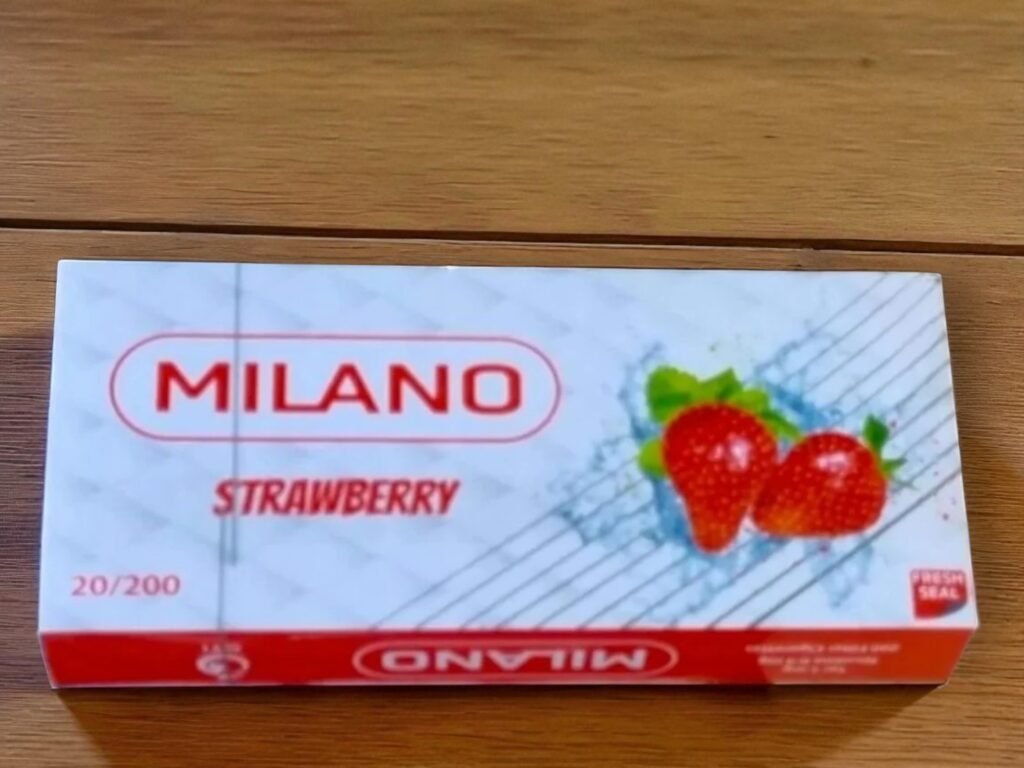 MILANO
STRAWBERRY
20/200
FRESH
SEAL
MILANO